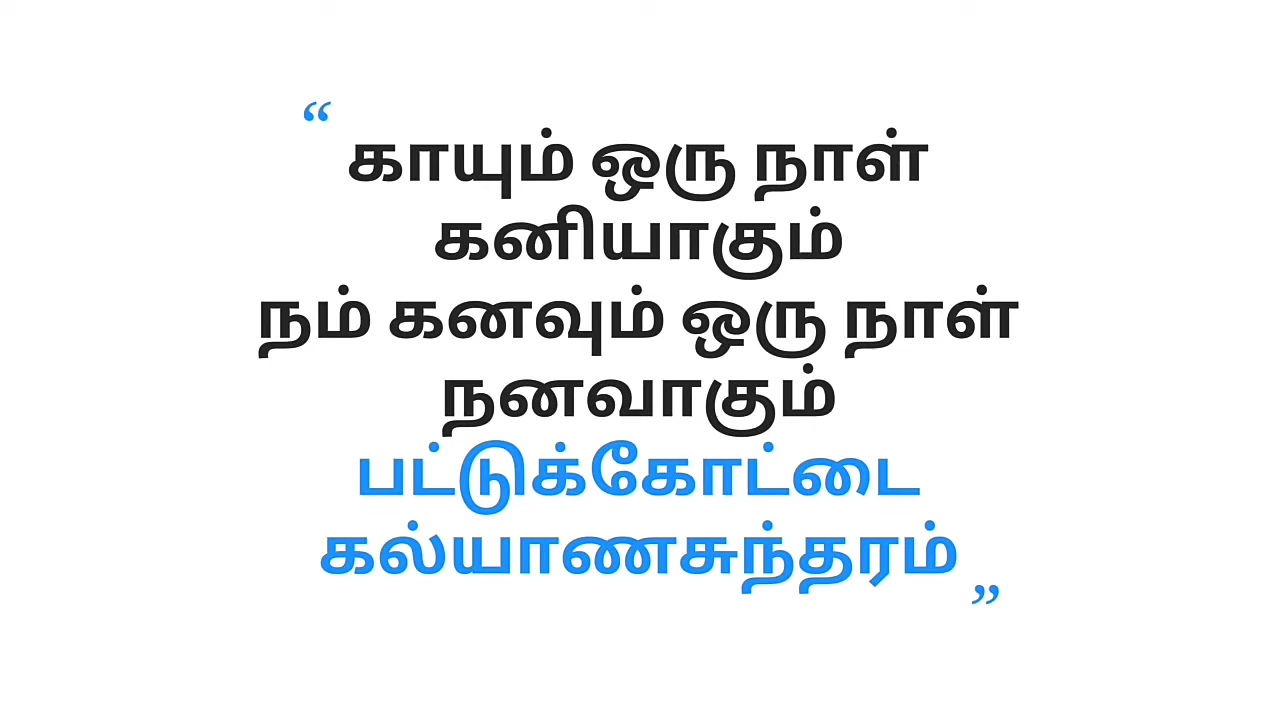 “
காயும் ஒரு நாள்
கனியாகும்
நம் கனவும் ஒரு நாள்
நனவாகும்
பட்டுக்கோட்டை
கல்யாணசுந்தரம்
”